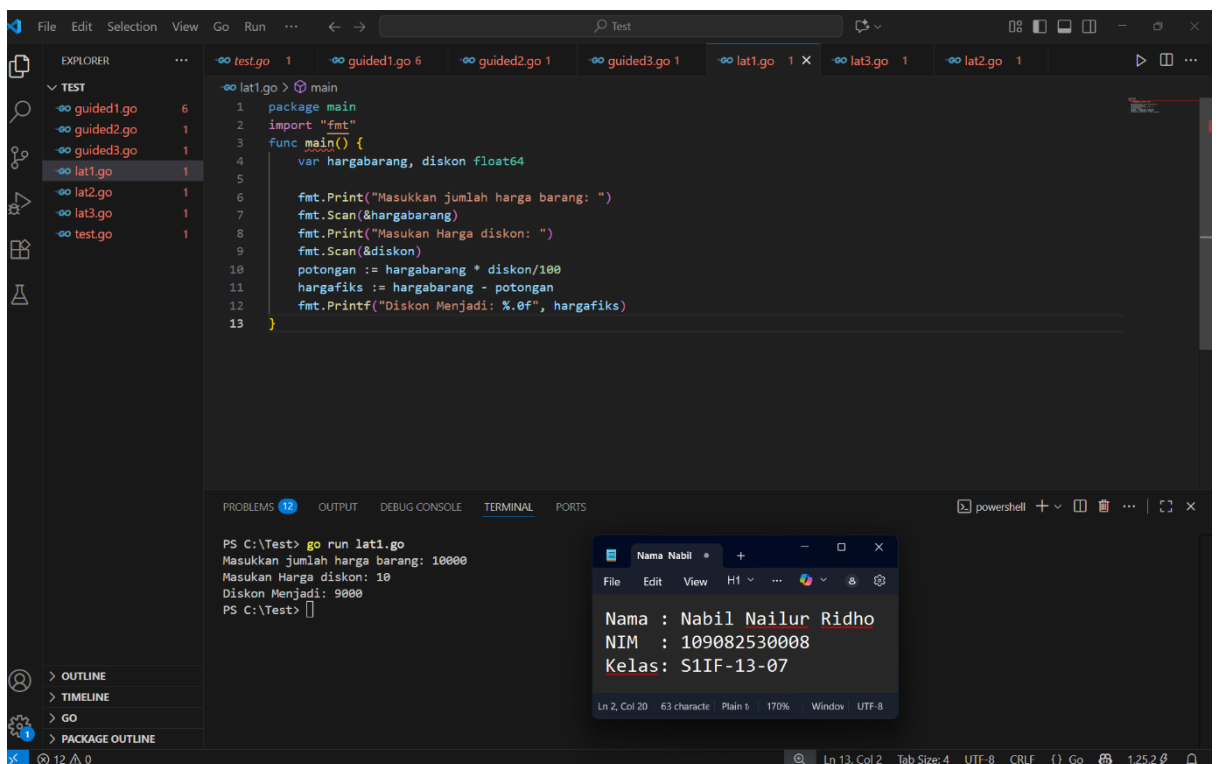 File Edit Selection View Go Run ... Test
EXPLORER ...
test.go 1 guided1.go 6 guided2.go 1 guided3.go 1 lat1.go 1 lat3.go 1 lat2.go 1
TEST
guided1.go 6
guided2.go 1
guided3.go 1
lat1.go 1
lat2.go 1
lat3.go 1
test.go 1
lat1.go > main
1 package main
2 import "fmt"
3 func main() {
4 var hargabarang, diskon float64
5
6 fmt.Print("Masukkan jumlah harga barang: ")
7 fmt.Scan(&hargabarang)
8 fmt.Print("Masukan Harga diskon: ")
9 fmt.Scan(&diskon)
10 potongan := hargabarang * diskon/100
11 hargafiks := hargabarang - potongan
12 fmt.Printf("Diskon Menjadi: %.0f", hargafiks)
13 }
PROBLEMS 12 OUTPUT DEBUG CONSOLE TERMINAL PORTS powershell
PS C:\Test> go run lat1.go
Masukkan jumlah harga barang: 10000
Masukan Harga diskon: 10
Diskon Menjadi: 9000
PS C:\Test>
Nama Nabil
File Edit View H1 ...
Nama : Nabil Nailur Ridho
NIM : 109082530008
Kelas: S1IF-13-07
Ln 2, Col 20 63 characte Plain t 170% Windov UTF-8
> OUTLINE
> TIMELINE
> GO
> PACKAGE OUTLINE
1
12 0 Ln 13, Col 2 Tab Size: 4 UTF-8 CRLF {} Go 1.25.2